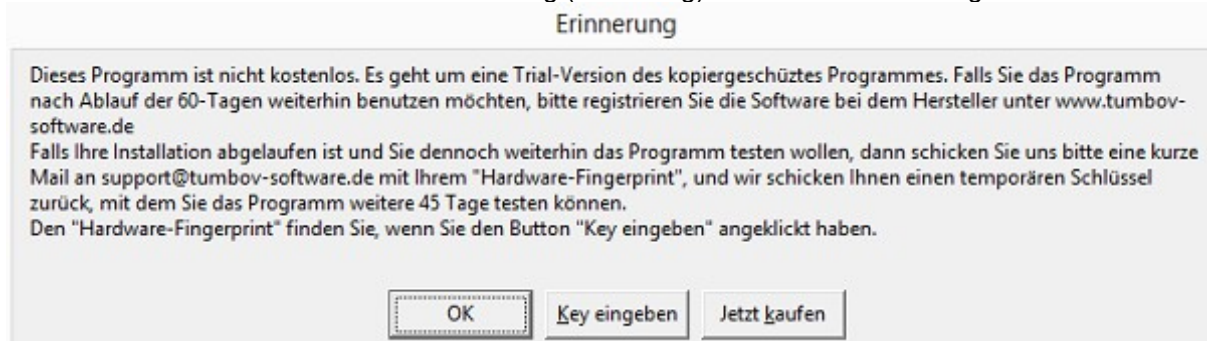 Erinnerung
Dieses Programm ist nicht kostenlos. Es geht um eine Trial-Version des kopiergeschüztes Programmes. Falls Sie das Programm
nach Ablauf der 60-Tagen weiterhin benutzen möchten, bitte registrieren Sie die Software bei dem Hersteller unter www.tumbov-
software.de
Falls Ihre Installation abgelaufen ist und Sie dennoch weiterhin das Programm testen wollen, dann schicken Sie uns bitte eine kurze
Mail an support@tumbov-software.de mit Ihrem "Hardware-Fingerprint", und wir schicken Ihnen einen temporären Schlüssel
zurück, mit dem Sie das Programm weitere 45 Tage testen können.
Den "Hardware-Fingerprint" finden Sie, wenn Sie den Button "Key eingeben" angeklickt haben.
OK Key eingeben Jetzt kaufen